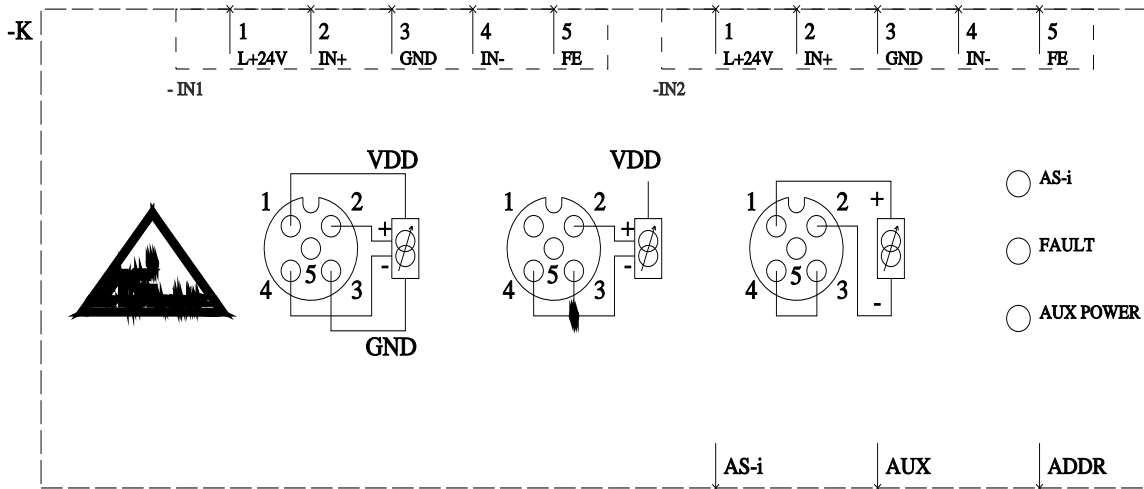 -K
1 2 3 4 5
L+24V IN+ GND IN- FE
- IN1
1 2 3 4 5
L+24V IN+ GND IN- FE
-IN2
VDD
1 2
+
-
5
4 3
GND
VDD
1 2
+
-
5
4 3
1 2
+
5
4 3
-
AS-i
FAULT
AUX POWER
AS-i AUX ADDR